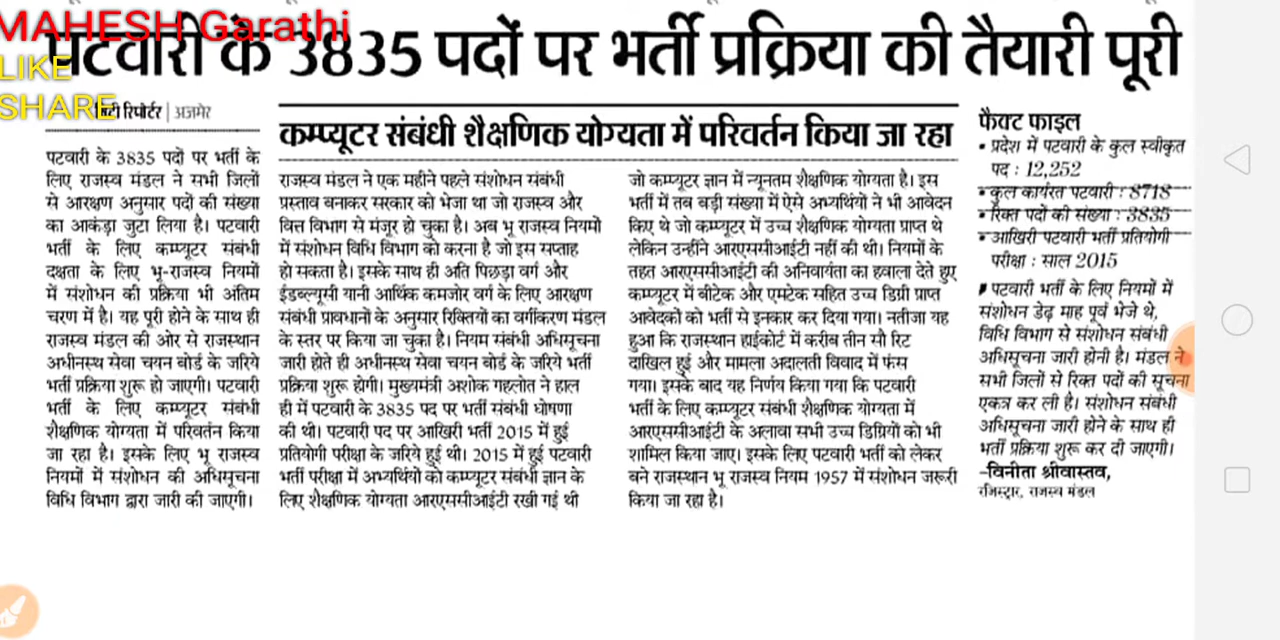 MAHESH Garathi
LIKE
SHARE
पटवारी के 3835 पदों पर भर्ती प्रक्रिया की तैयारी पूरी
सिटी रिपोर्टर | अजमेर
पटवारी के 3835 पदों पर भर्ती के
लिए राजस्व मंडल ने सभी जिलों
से आरक्षण अनुसार पदों की संख्या
का आकंड़ा जुटा लिया है। पटवारी
भर्ती के लिए कम्प्यूटर संबंधी
दक्षता के लिए भू-राजस्व नियमों
में संशोधन की प्रक्रिया भी अंतिम
चरण में है। यह पूरी होने के साथ ही
राजस्व मंडल की ओर से राजस्थान
अधीनस्थ सेवा चयन बोर्ड के जरिये
भर्ती प्रक्रिया शुरू हो जाएगी। पटवारी
भर्ती के लिए कम्प्यूटर संबंधी
शैक्षणिक योग्यता में परिवर्तन किया
जा रहा है। इसके लिए भू राजस्व
नियमों में संशोधन की अधिसूचना
विधि विभाग द्वारा जारी की जाएगी।
कम्प्यूटर संबंधी शैक्षणिक योग्यता में परिवर्तन किया जा रहा
राजस्व मंडल ने एक महीने पहले संशोधन संबंधी
प्रस्ताव बनाकर सरकार को भेजा था जो राजस्व और
वित्त विभाग से मंजूर हो चुका है। अब भू राजस्व नियमों
में संशोधन विधि विभाग को करना है जो इस सप्ताह
हो सकता है। इसके साथ ही अति पिछड़ा वर्ग और
ईडब्ल्यूसी यानी आर्थिक कमजोर वर्ग के लिए आरक्षण
संबंधी प्रावधानों के अनुसार रिक्तियों का वर्गीकरण मंडल
के स्तर पर किया जा चुका है। नियम संबंधी अधिसूचना
जारी होते ही अधीनस्थ सेवा चयन बोर्ड के जरिये भर्ती
प्रक्रिया शुरू होगी। मुख्यमंत्री अशोक गहलोत ने हाल
ही में पटवारी के 3835 पद पर भर्ती संबंधी घोषणा
की थी। पटवारी पद पर आखिरी भर्ती 2015 में हुई
प्रतियोगी परीक्षा के जरिये हुई थी। 2015 में हुई पटवारी
भर्ती परीक्षा में अभ्यर्थियों को कम्प्यूटर संबंधी ज्ञान के
लिए शैक्षणिक योग्यता आरएससीआईटी रखी गई थी
जो कम्प्यूटर ज्ञान में न्यूनतम शैक्षणिक योग्यता है। इस
भर्ती में तब बड़ी संख्या में ऐसे अभ्यर्थियों ने भी आवेदन
किए थे जो कम्प्यूटर में उच्च शैक्षणिक योग्यता प्राप्त थे
लेकिन उन्होंने आरएससीआईटी नहीं की थी। नियमों के
तहत आरएससीआईटी की अनिवार्यता का हवाला देते हुए
कम्प्यूटर में बीटेक और एमटेक सहित उच्च डिग्री प्राप्त
आवेदकों को भर्ती से इनकार कर दिया गया। नतीजा यह
हुआ कि राजस्थान हाईकोर्ट में करीब तीन सौ रिट
दाखिल हुई और मामला अदालती विवाद में फंस
गया। इसके बाद यह निर्णय किया गया कि पटवारी
भर्ती के लिए कम्प्यूटर संबंधी शैक्षणिक योग्यता में
आरएससीआईटी के अलावा सभी उच्च डिग्रियों को भी
शामिल किया जाए। इसके लिए पटवारी भर्ती को लेकर
बने राजस्थान भू राजस्व नियम 1957 में संशोधन जरूरी
किया जा रहा है।
फैक्ट फाइल
• प्रदेश में पटवारी के कुल स्वीकृत
पद : 12,252
• कुल कार्यरत पटवारी : 8718
• रिक्त पदों की संख्या : 3835
• आखिरी पटवारी भर्ती प्रतियोगी
परीक्षा : साल 2015
पटवारी भर्ती के लिए नियमों में
संशोधन डेढ़ माह पूर्व भेजे थे,
विधि विभाग से संशोधन संबंधी
अधिसूचना जारी होनी है। मंडल ने
सभी जिलों से रिक्त पदों की सूचना
एकत्र कर ली है। संशोधन संबंधी
अधिसूचना जारी होने के साथ ही
भर्ती प्रक्रिया शुरू कर दी जाएगी।
-विनीता श्रीवास्तव,
रजिस्ट्रार, राजस्व मंडल